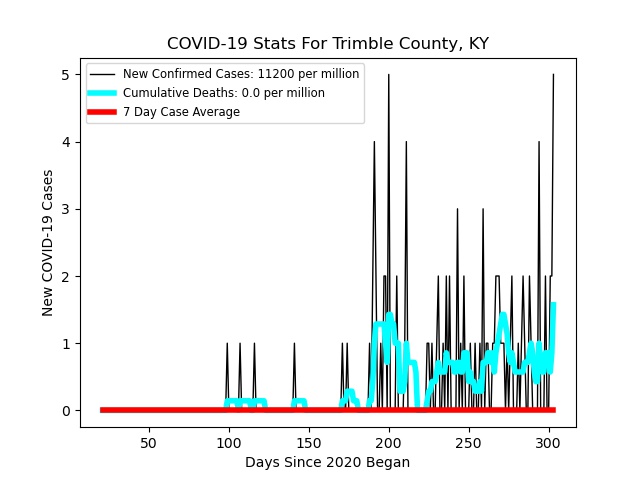 COVID-19 Stats For Trimble County, KY
New Confirmed Cases: 11200 per million
Cumulative Deaths: 0.0 per million
7 Day Case Average
New COVID-19 Cases
5
4
3
2
1
0
50 100 150 200 250 300
Days Since 2020 Began